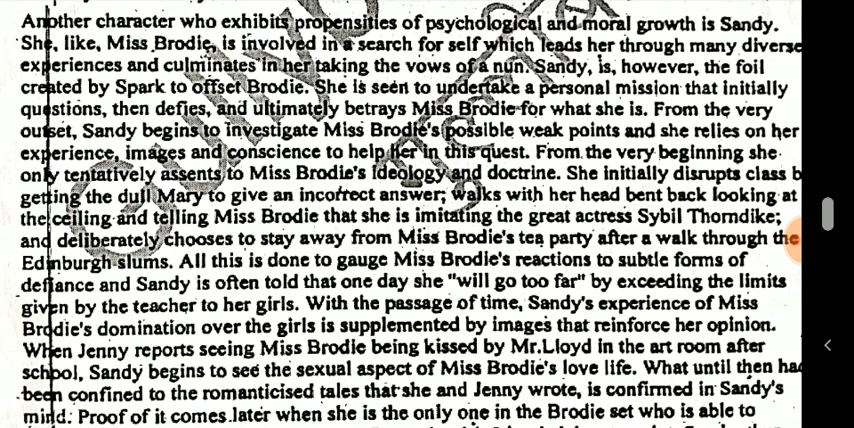 Another character who exhibits propensities of psychological and moral growth is Sandy.
She, like, Miss Brodie, is involved in a search for self which leads her through many diverse
experiences and culminates in her taking the vows of a nun. Sandy, is, however, the foil
created by Spark to offset Brodie. She is seen to undertake a personal mission that initially
questions, then defies, and ultimately betrays Miss Brodie for what she is. From the very
outset, Sandy begins to investigate Miss Brodie's possible weak points and she relies on her
experience, images and conscience to help her in this quest. From the very beginning she
only tentatively assents to Miss Brodie's ideology and doctrine. She initially disrupts class b
getting the dull Mary to give an incorrect answer; walks with her head bent back looking at
the ceiling and telling Miss Brodie that she is imitating the great actress Sybil Thorndike;
and deliberately chooses to stay away from Miss Brodie's tea party after a walk through the
Edinburgh slums. All this is done to gauge Miss Brodie's reactions to subtle forms of
defiance and Sandy is often told that one day she "will go too far" by exceeding the limits
given by the teacher to her girls. With the passage of time, Sandy's experience of Miss
Brodie's domination over the girls is supplemented by images that reinforce her opinion.
When Jenny reports seeing Miss Brodie being kissed by Mr.Lloyd in the art room after
school, Sandy begins to see the sexual aspect of Miss Brodie's love life. What until then had
been confined to the romanticised tales that she and Jenny wrote, is confirmed in Sandy's
mind. Proof of it comes later when she is the only one in the Brodie set who is able to